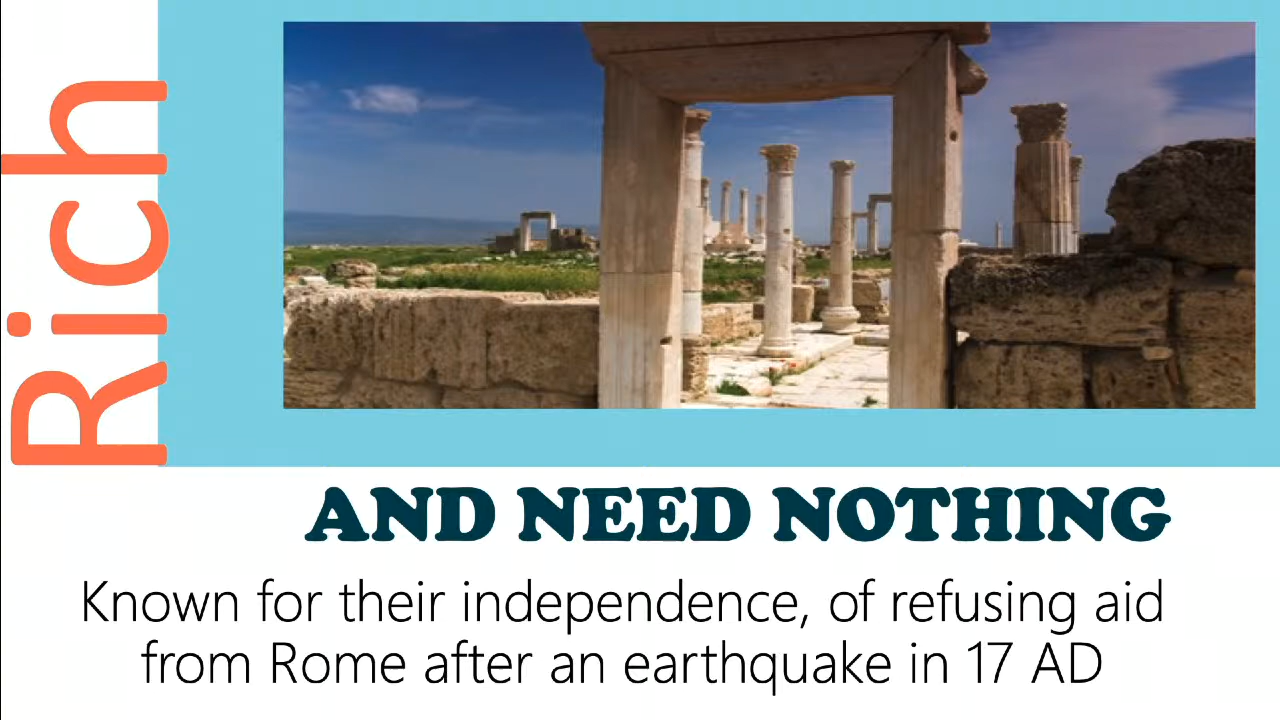 Rich
AND NEED NOTHING
Known for their independence, of refusing aid
from Rome after an earthquake in 17 AD